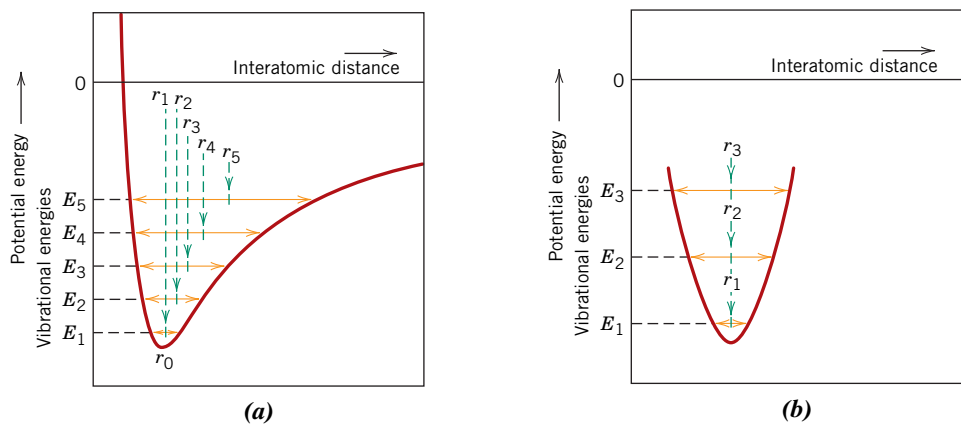 Interatomic distance
0
r1
r2
r3
r4
r5
Potential energy
Vibrational energies
E5
E4
E3
E2
E1
r0
(a)
Interatomic distance
0
Potential energy
Vibrational energies
r3
E3
r2
E2
r1
E1
(b)